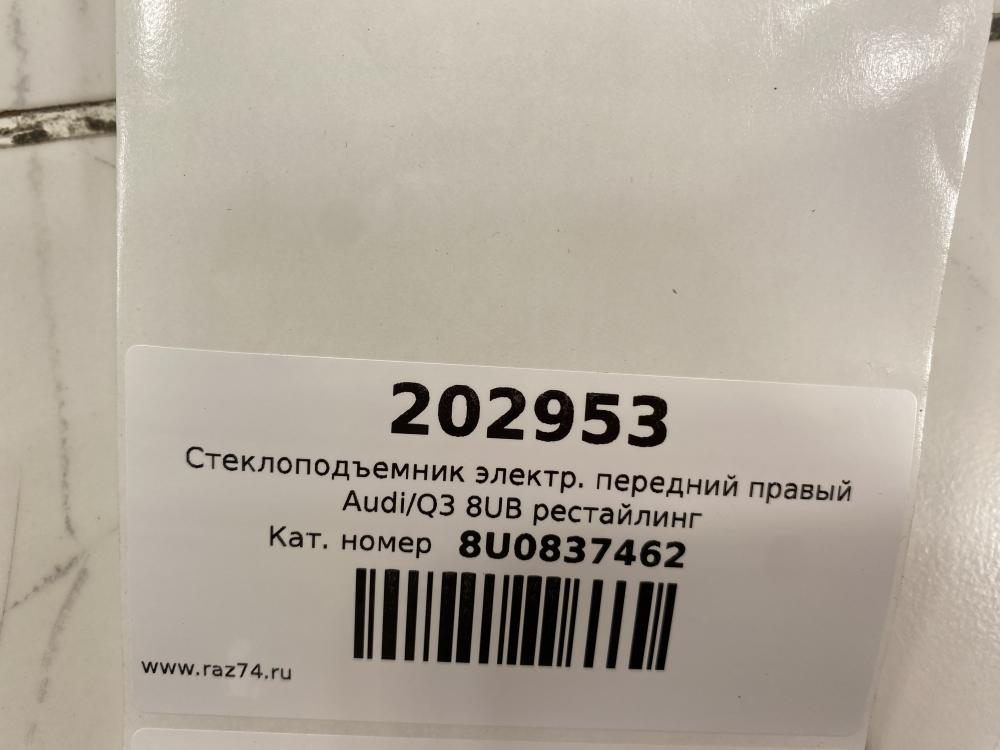 202953
Стеклоподъемник электр. передний правый
Audi/Q3 8UB рестайлинг
Кат. номер 8U0837462
www.raz74.ru